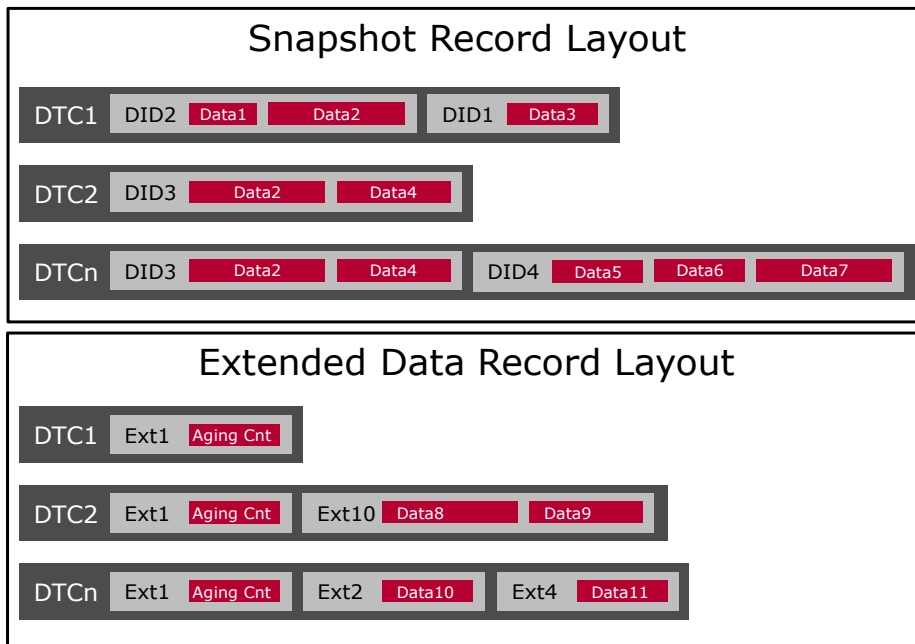 Snapshot Record Layout
DTC1 DID2 Data1 Data2 DID1 Data3
DTC2 DID3 Data2 Data4
DTCn DID3 Data2 Data4 DID4 Data5 Data6 Data7
Extended Data Record Layout
DTC1 Ext1 Aging Cnt
DTC2 Ext1 Aging Cnt Ext10 Data8 Data9
DTCn Ext1 Aging Cnt Ext2 Data10 Ext4 Data11